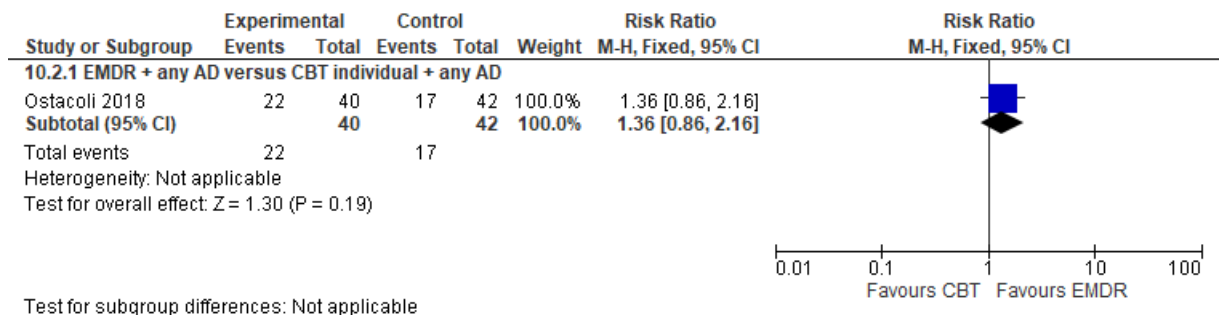 Experimental Control Risk Ratio Risk Ratio
Study or Subgroup Events Total Events Total Weight M-H, Fixed, 95% CI M-H, Fixed, 95% CI
10.2.1 EMDR + any AD versus CBT individual + any AD
Ostacoli 2018 22 40 17 42 100.0% 1.36 [0.86, 2.16]
Subtotal (95% CI) 40 42 100.0% 1.36 [0.86, 2.16]
Total events 22 17
Heterogeneity: Not applicable
Test for overall effect: Z = 1.30 (P = 0.19)
0.01 0.1 1 10 100
Favours CBT Favours EMDR
Test for subgroup differences: Not applicable